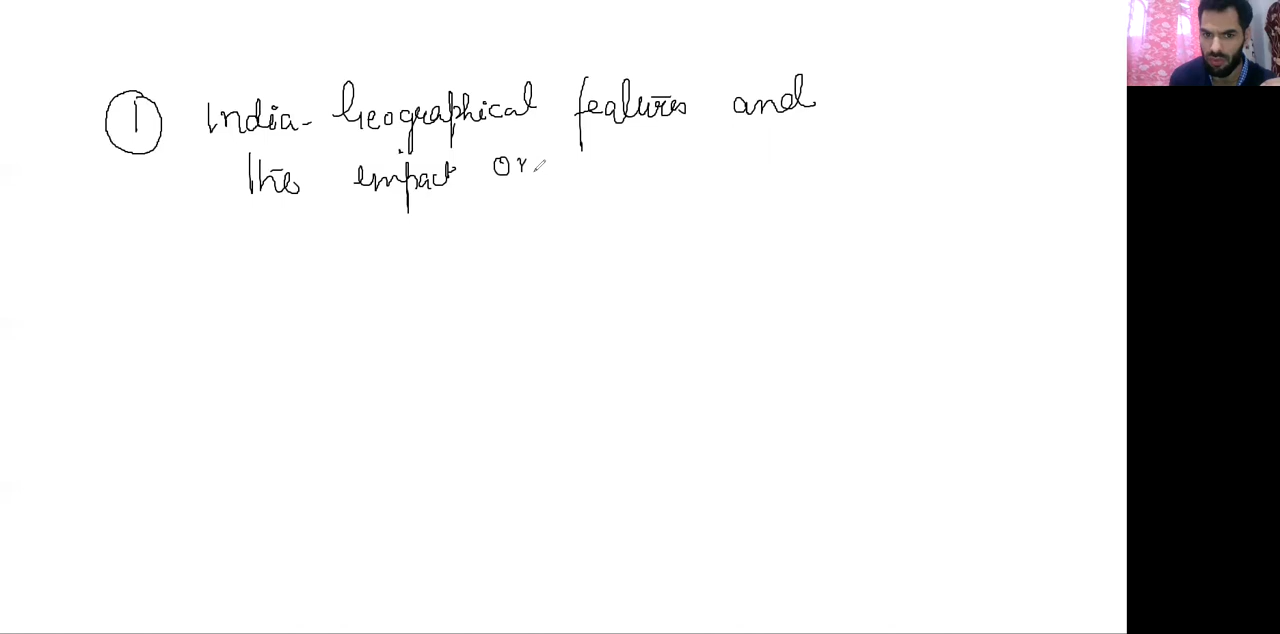 ① India- Geographical features and
the impact on